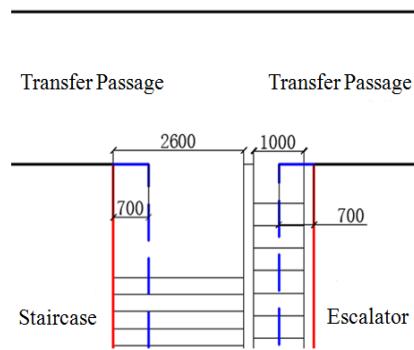 Transfer Passage Transfer Passage
2600 1000
700 700
Staircase Escalator